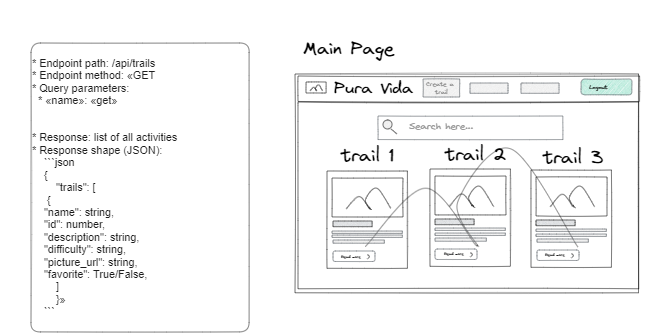 * Endpoint path: /api/trails
* Endpoint method: «GET
* Query parameters:
* «name»: «get»
* Response: list of all activities
* Response shape (JSON):
```json
{
"trails": [
{
"name": string,
"id": number,
"description": string,
"difficulty": string,
"picture_url": string,
"favorite": True/False,
]
}»
```
Main Page
Pura Vida
Create a
trail
Logout
Search here...
trail 1 trail 2 trail 3
Read more Read more Read more